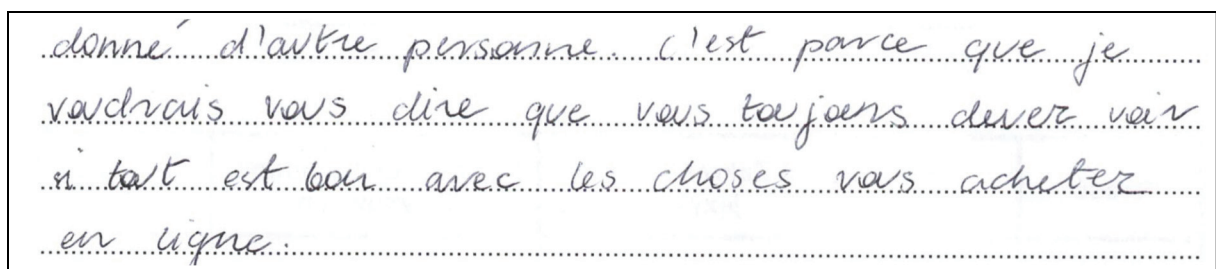 donné d'autre personne. C'est parce que je
voudrais vous dire que vous toujours dever voir
si tout est bon avec les choses vous acheter
en ligne.